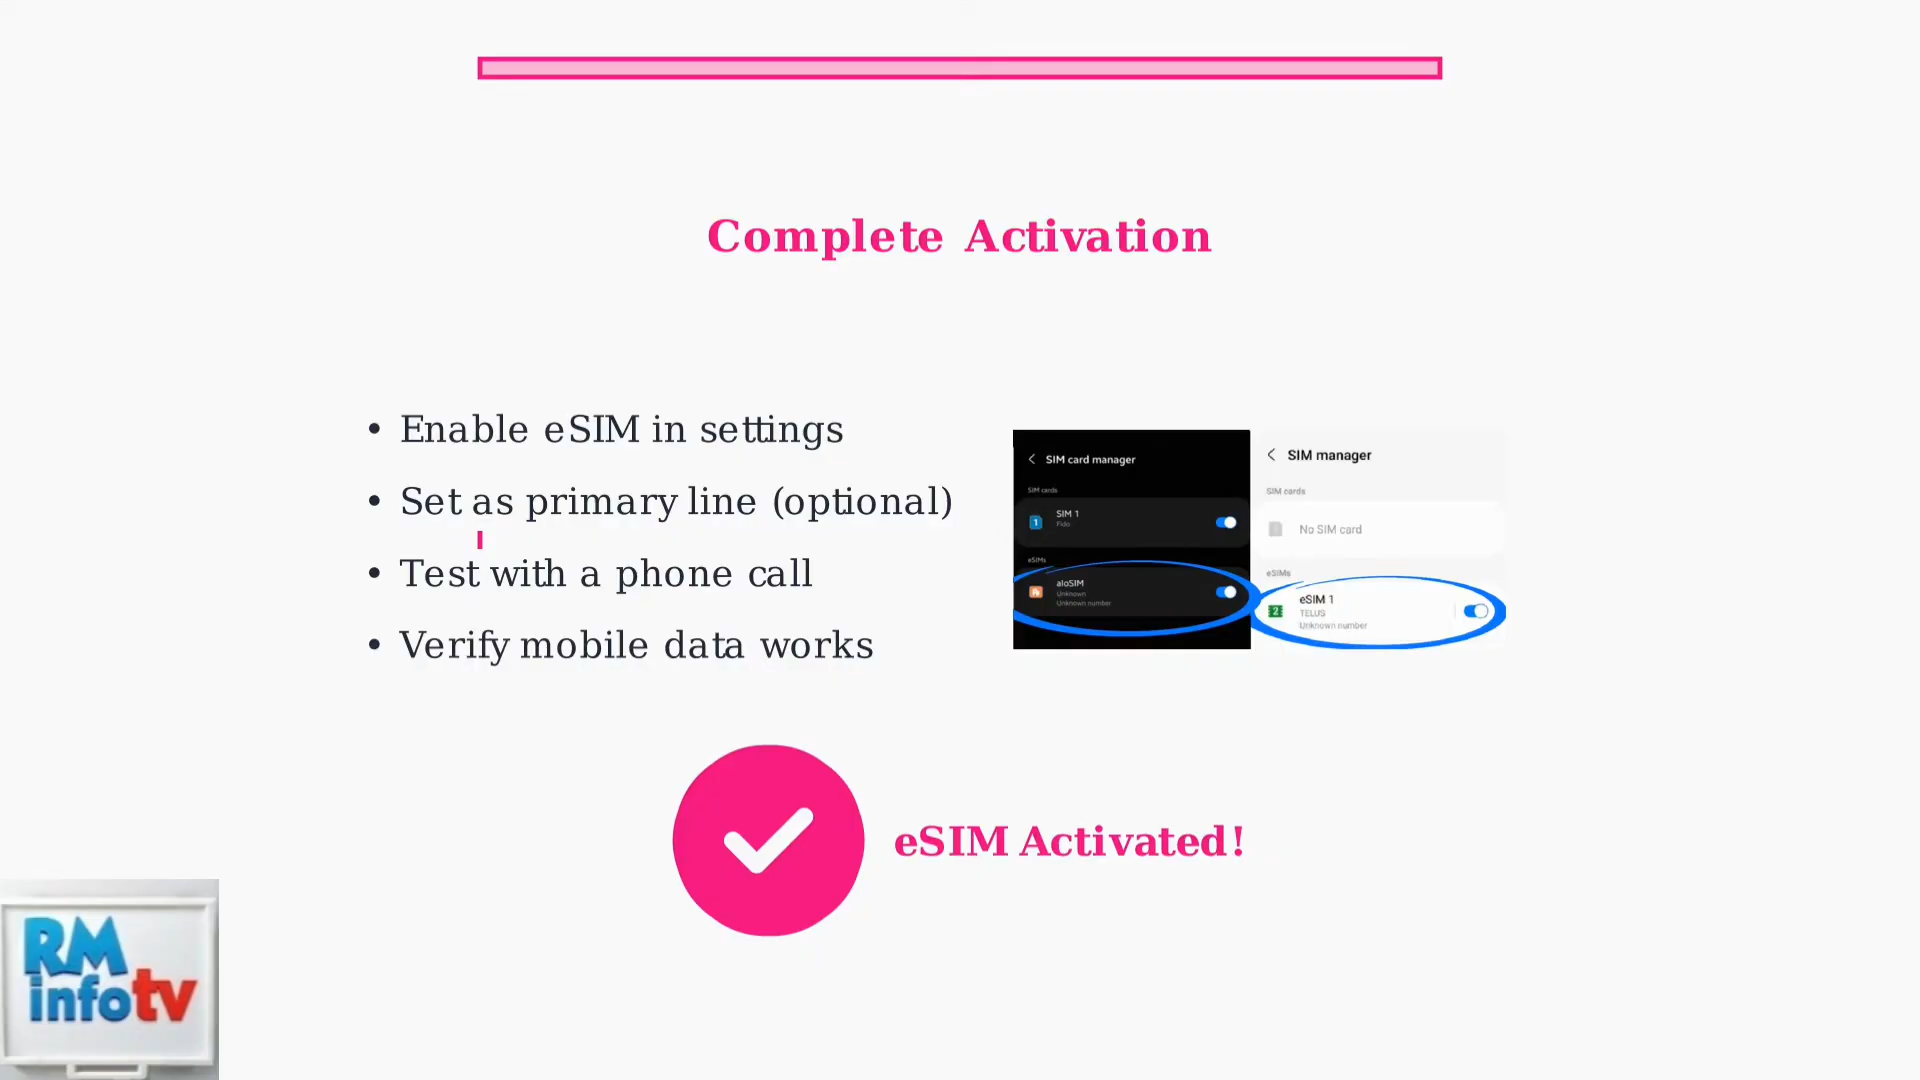 Complete Activation
• Enable eSIM in settings
• Set as primary line (optional)
• Test with a phone call
• Verify mobile data works
SIM card manager
SIM cards
1
SIM 1
Fido
eSIMs
aloSIM
Unknown
Unknown number
SIM manager
SIM cards
No SIM card
eSIMs
2
eSIM 1
TELUS
Unknown number
eSIM Activated!
RM
infotv